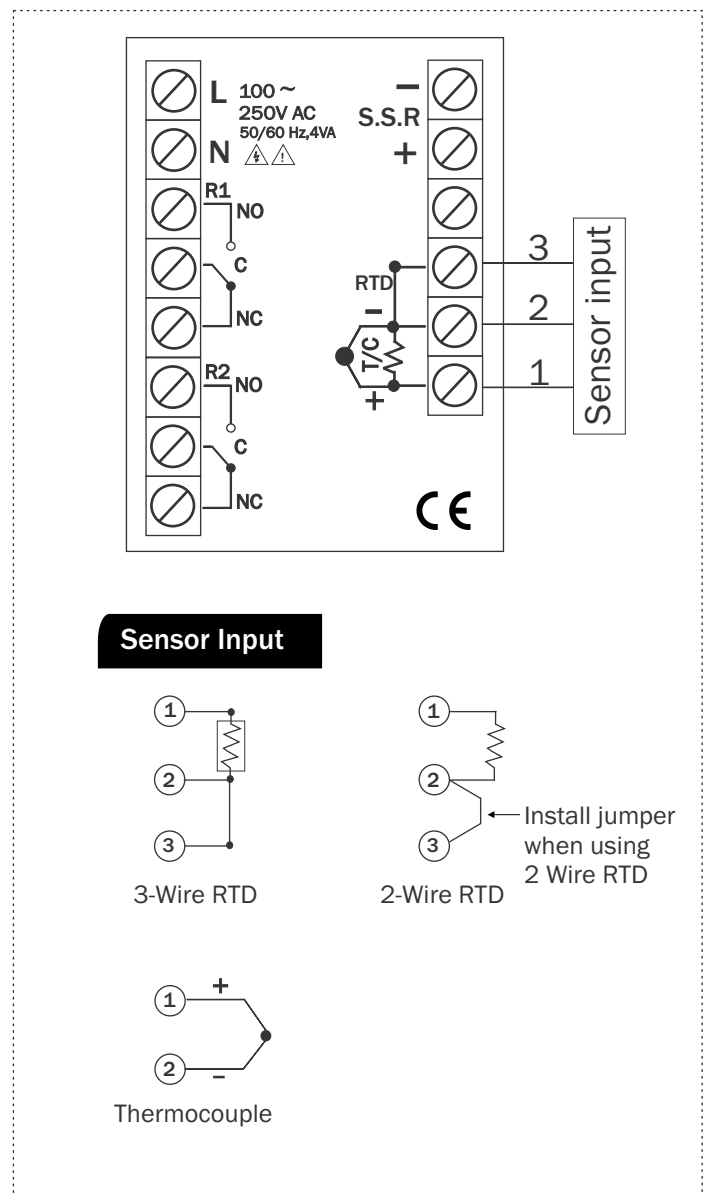 L 100 ~
250V AC
50/60 Hz,4VA
N
R1
NO
C
NC
R2
NO
C
NC
−
S.S.R
+
RTD
−
T/C
+
3
2
1
Sensor input
CE
Sensor Input
1
2
3
3-Wire RTD
1
2
3
Install jumper
when using
2 Wire RTD
2-Wire RTD
1
+
2
−
Thermocouple